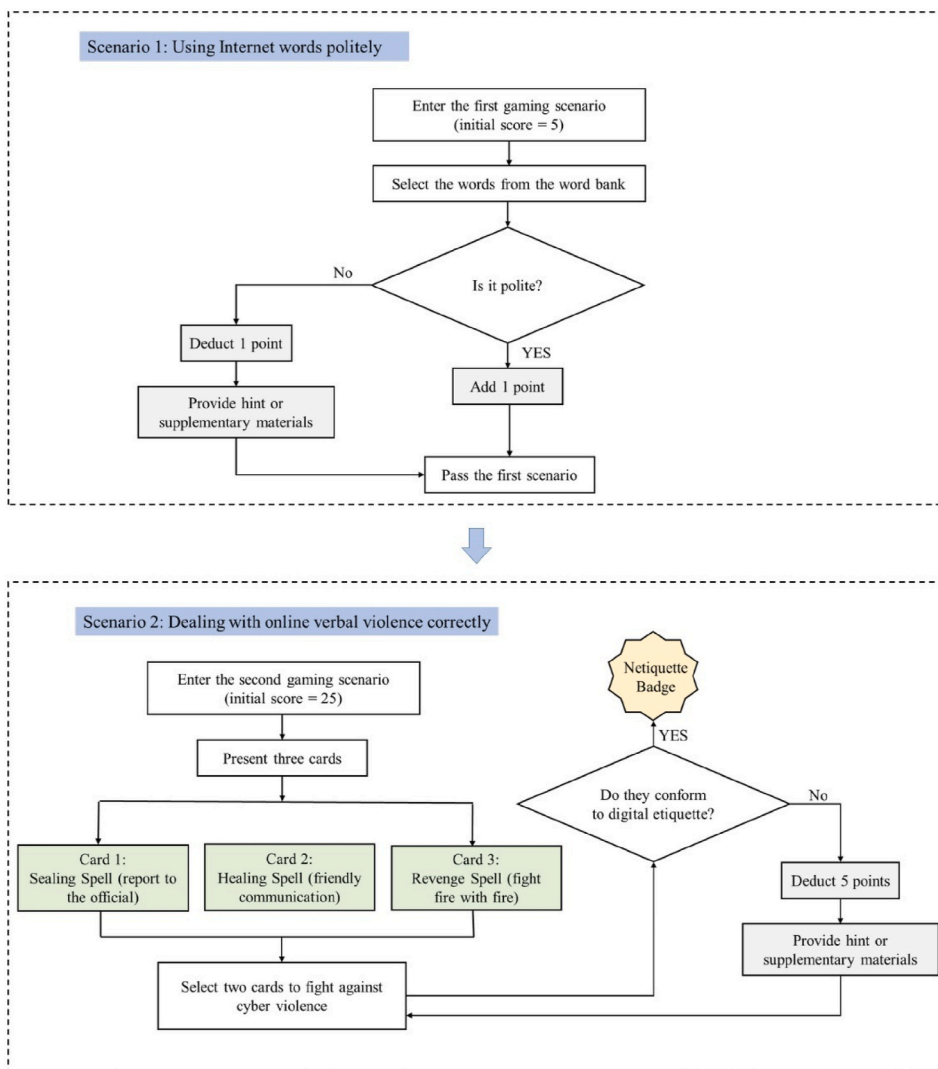 Scenario 1: Using Internet words politely
Enter the first gaming scenario
(initial score = 5)
Select the words from the word bank
Is it polite?
No
YES
Deduct 1 point
Add 1 point
Provide hint or
supplementary materials
Pass the first scenario
Scenario 2: Dealing with online verbal violence correctly
Enter the second gaming scenario
(initial score = 25)
Present three cards
Card 1:
Sealing Spell (report to
the official)
Card 2:
Healing Spell (friendly
communication)
Card 3:
Revenge Spell (fight
fire with fire)
Select two cards to fight against
cyber violence
Netiquette
Badge
YES
Do they conform
to digital etiquette?
No
Deduct 5 points
Provide hint or
supplementary materials